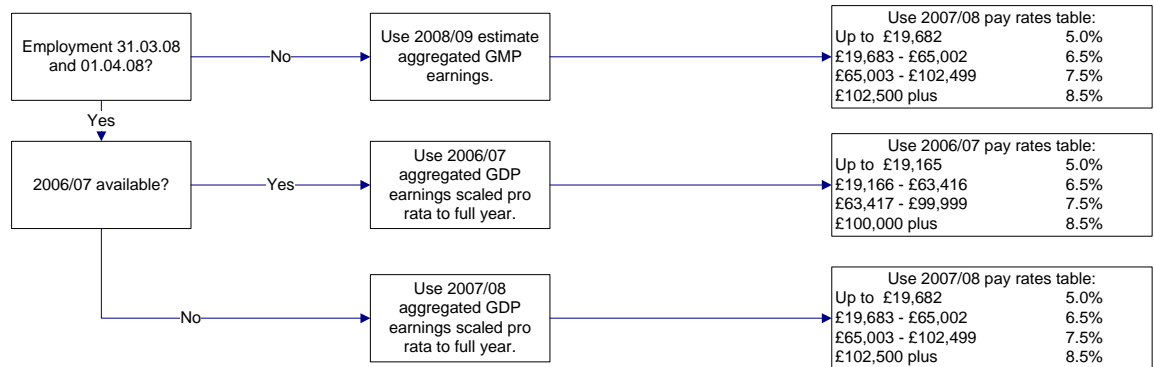 Employment 31.03.08
and 01.04.08?
No
Use 2008/09 estimate
aggregated GMP
earnings.
Use 2007/08 pay rates table:
Up to £19,682 5.0%
£19,683 - £65,002 6.5%
£65,003 - £102,499 7.5%
£102,500 plus 8.5%
Yes
2006/07 available?
Yes
Use 2006/07
aggregated GDP
earnings scaled pro
rata to full year.
Use 2006/07 pay rates table:
Up to £19,165 5.0%
£19,166 - £63,416 6.5%
£63,417 - £99,999 7.5%
£100,000 plus 8.5%
No
Use 2007/08
aggregated GDP
earnings scaled pro
rata to full year.
Use 2007/08 pay rates table:
Up to £19,682 5.0%
£19,683 - £65,002 6.5%
£65,003 - £102,499 7.5%
£102,500 plus 8.5%